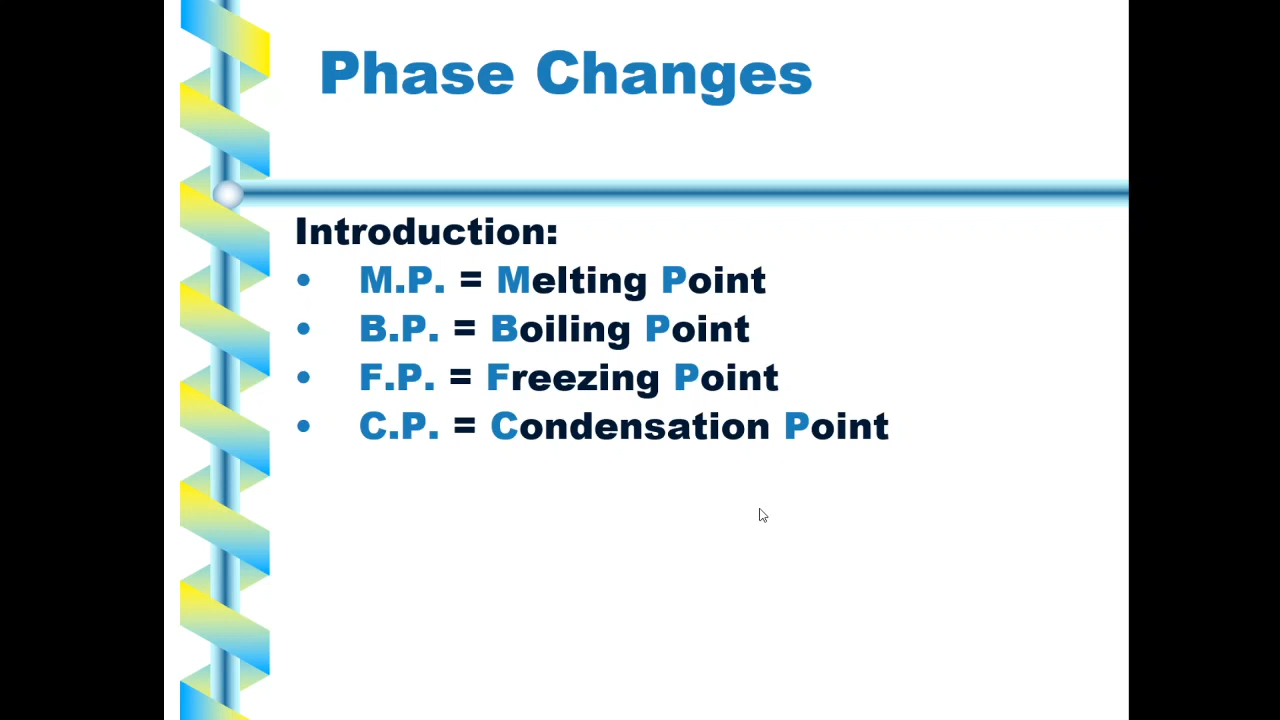 Phase Changes
Introduction:
• M.P. = Melting Point
• B.P. = Boiling Point
• F.P. = Freezing Point
• C.P. = Condensation Point